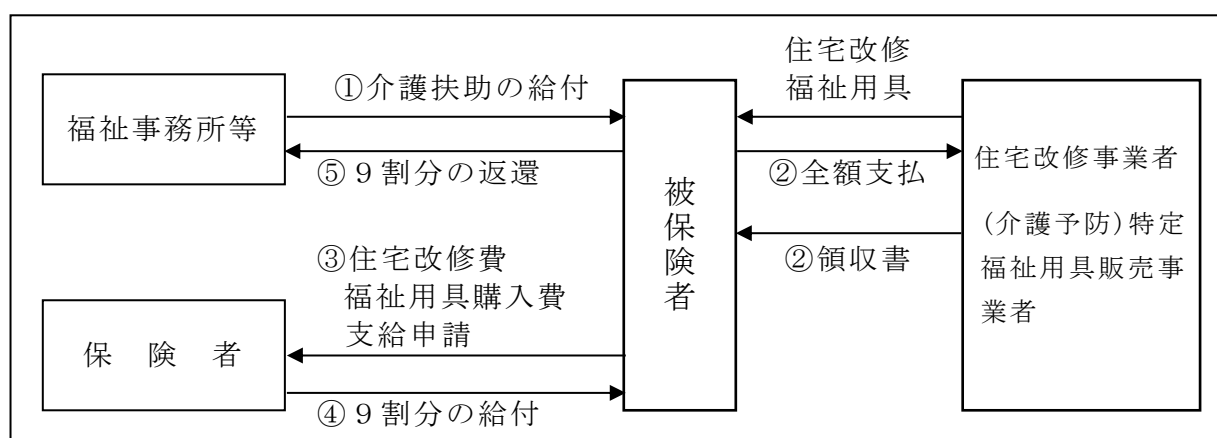 福祉事務所等
①介護扶助の給付
⑤９割分の返還
保　険　者
③住宅改修費
福祉用具購入費
支給申請
④９割分の給付
被保険者
住宅改修
福祉用具
②全額支払
②領収書
住宅改修事業者
(介護予防)特定
福祉用具販売事
業者